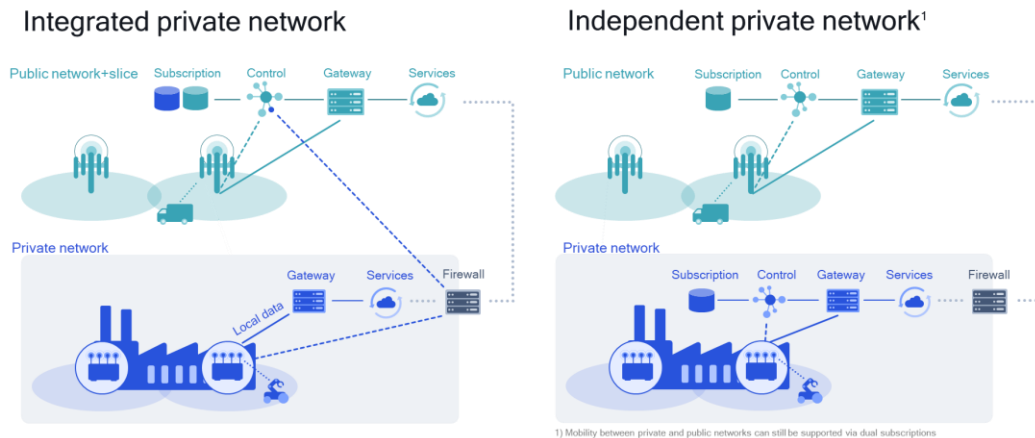 Integrated private network
Public network+slice
Subscription
Control
Gateway
Services
Private network
Gateway
Services
Firewall
Local data
Independent private network¹
Public network
Subscription
Control
Gateway
Services
Private network
Subscription
Control
Gateway
Services
Firewall
1) Mobility between private and public networks can still be supported via dual subscriptions